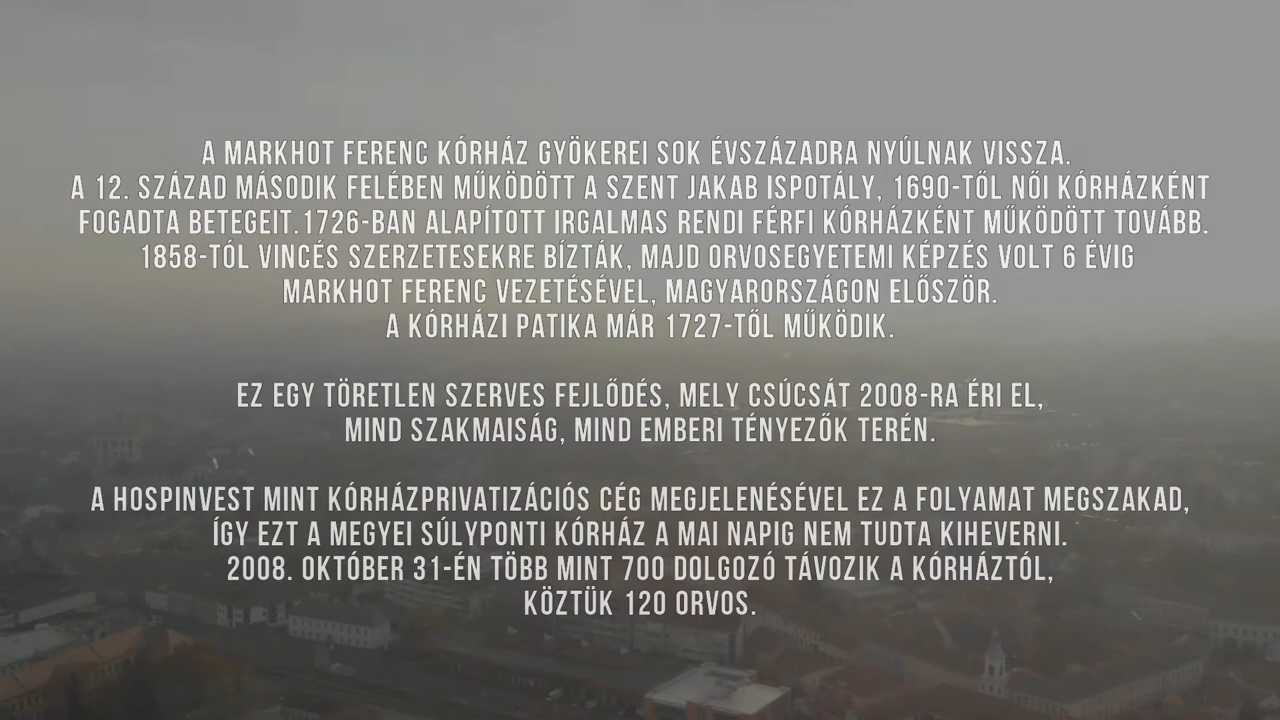 A MARKHOT FERENC KÓRHÁZ GYÖKEREI SOK ÉVSZÁZADRA NYÚLNAK VISSZA.
A 12. SZÁZAD MÁSODIK FELÉBEN MŰKÖDÖTT A SZENT JAKAB ISPOTÁLY, 1690-TŐL NŐI KÓRHÁZKÉNT
FOGADTA BETEGEIT.1726-BAN ALAPÍTOTT IRGALMAS RENDI FÉRFI KÓRHÁZKÉNT MŰKÖDÖTT TOVÁBB.
1858-TÓL VINCÉS SZERZETESEKRE BÍZTÁK, MAJD ORVOSEGYETEMI KÉPZÉS VOLT 6 ÉVIG
MARKHOT FERENC VEZETÉSÉVEL, MAGYARORSZÁGON ELŐSZÖR.
A KÓRHÁZI PATIKA MÁR 1727-TŐL MŰKÖDIK.
EZ EGY TÖRETLEN SZERVES FEJLŐDÉS, MELY CSÚCSÁT 2008-RA ÉRI EL,
MIND SZAKMAISÁG, MIND EMBERI TÉNYEZŐK TERÉN.
A HOSPINVEST MINT KÓRHÁZPRIVATIZÁCIÓS CÉG MEGJELENÉSÉVEL EZ A FOLYAMAT MEGSZAKAD,
ÍGY EZT A MEGYEI SÚLYPONTI KÓRHÁZ A MAI NAPIG NEM TUDTA KIHEVERNI.
2008. OKTÓBER 31-ÉN TÖBB MINT 700 DOLGOZÓ TÁVOZIK A KÓRHÁZTÓL,
KÖZTÜK 120 ORVOS.